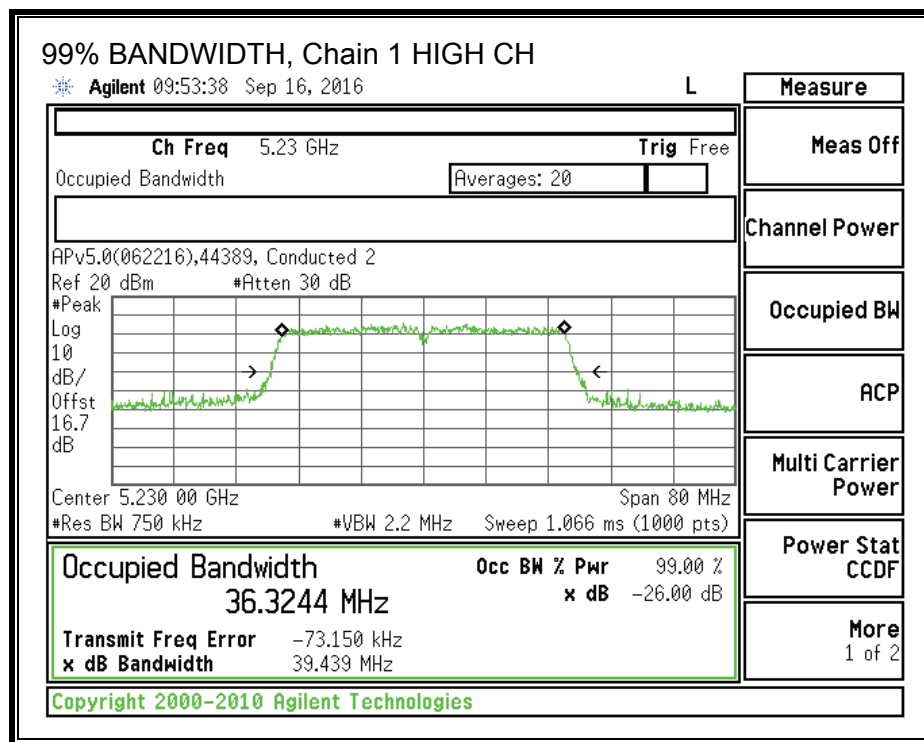 99% BANDWIDTH, Chain 1 HIGH CH
Agilent 09:53:38 Sep 16, 2016 L
Measure
Ch Freq 5.23 GHz Trig Free
Meas Off
Occupied Bandwidth Averages: 20
Channel Power
APv5.0(062216),44389, Conducted 2
Ref 20 dBm #Atten 30 dB
#Peak
Log
10
dB/
Offst
16.7
dB
Occupied BW
ACP
Multi Carrier
Power
Center 5.230 00 GHz Span 80 MHz
#Res BW 750 kHz #VBW 2.2 MHz Sweep 1.066 ms (1000 pts)
Power Stat
CCDF
Occupied Bandwidth Occ BW % Pwr 99.00 %
36.3244 MHz x dB -26.00 dB
Transmit Freq Error -73.150 kHz
x dB Bandwidth 39.439 MHz
More
1 of 2
Copyright 2000-2010 Agilent Technologies